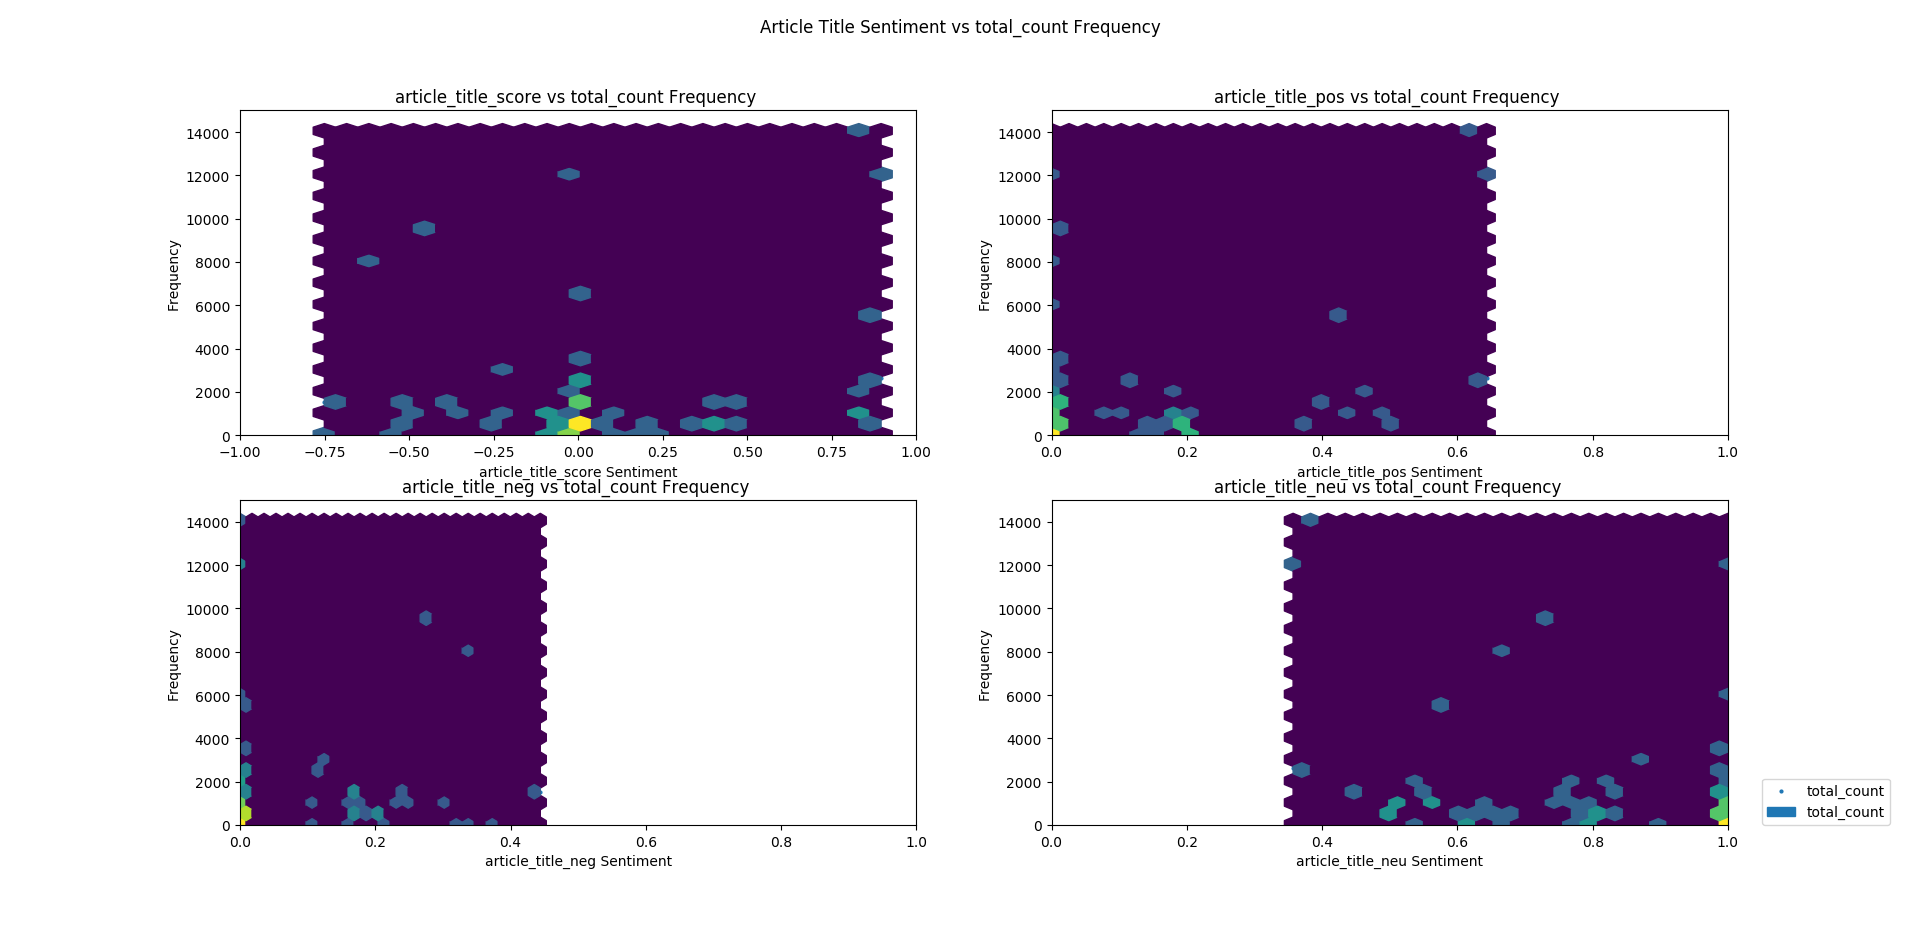 Article Title Sentiment vs total_count Frequency
article_title_score vs total_count Frequency
14000
12000
10000
8000
6000
4000
2000
0
Frequency
−1.00 −0.75 −0.50 −0.25 0.00 0.25 0.50 0.75 1.00
article_title_score Sentiment
article_title_pos vs total_count Frequency
14000
12000
10000
8000
6000
4000
2000
0
Frequency
0.0 0.2 0.4 0.6 0.8 1.0
article_title_pos Sentiment
article_title_neg vs total_count Frequency
14000
12000
10000
8000
6000
4000
2000
0
Frequency
0.0 0.2 0.4 0.6 0.8 1.0
article_title_neg Sentiment
article_title_neu vs total_count Frequency
14000
12000
10000
8000
6000
4000
2000
0
Frequency
0.0 0.2 0.4 0.6 0.8 1.0
article_title_neu Sentiment
total_count
total_count